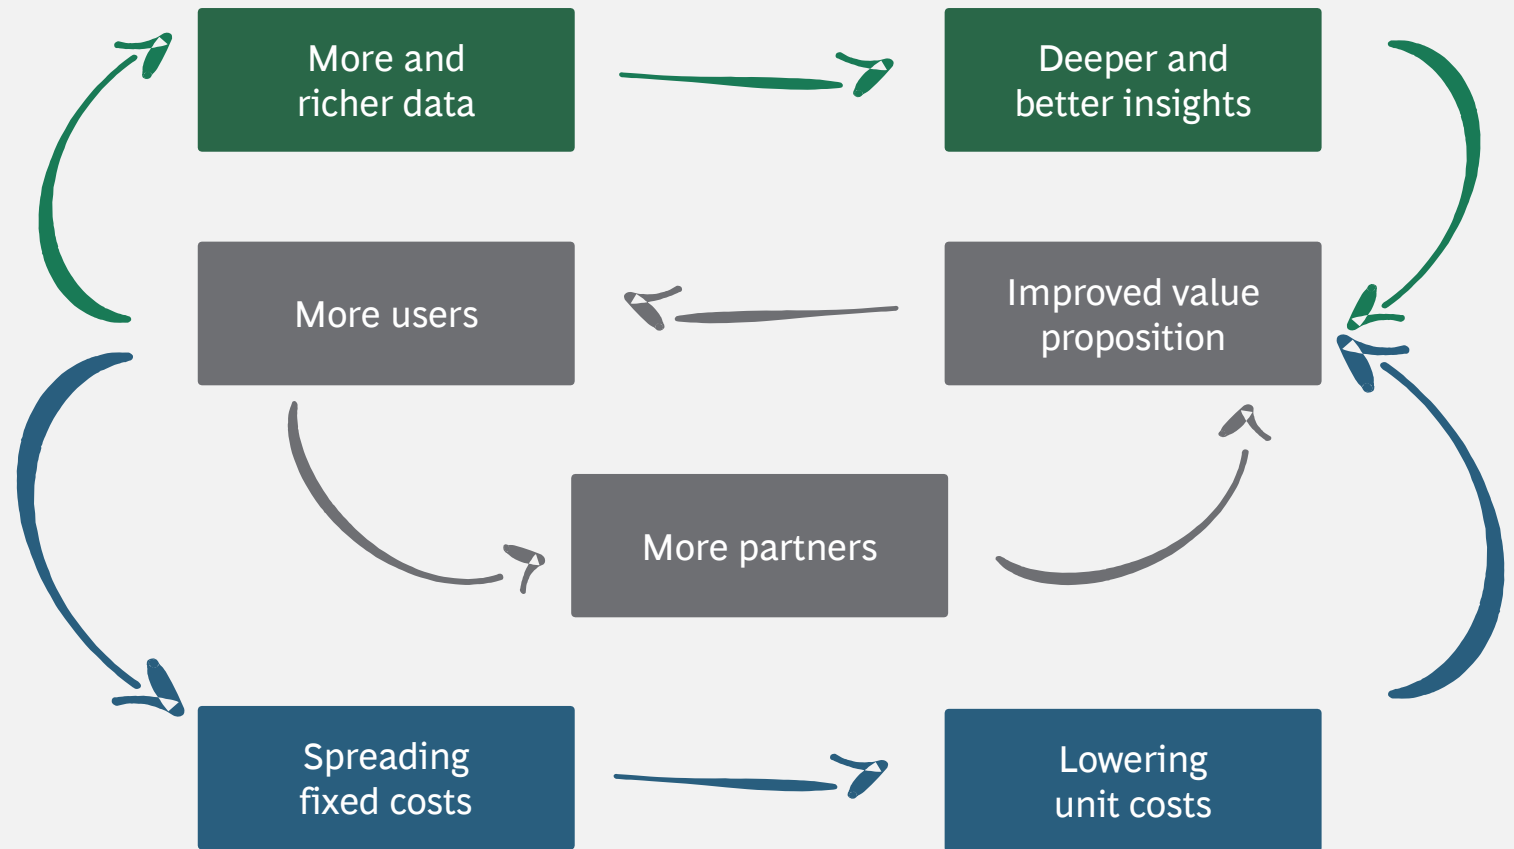 More and
richer data
Deeper and
better insights
More users
Improved value
proposition
More partners
Spreading
fixed costs
Lowering
unit costs